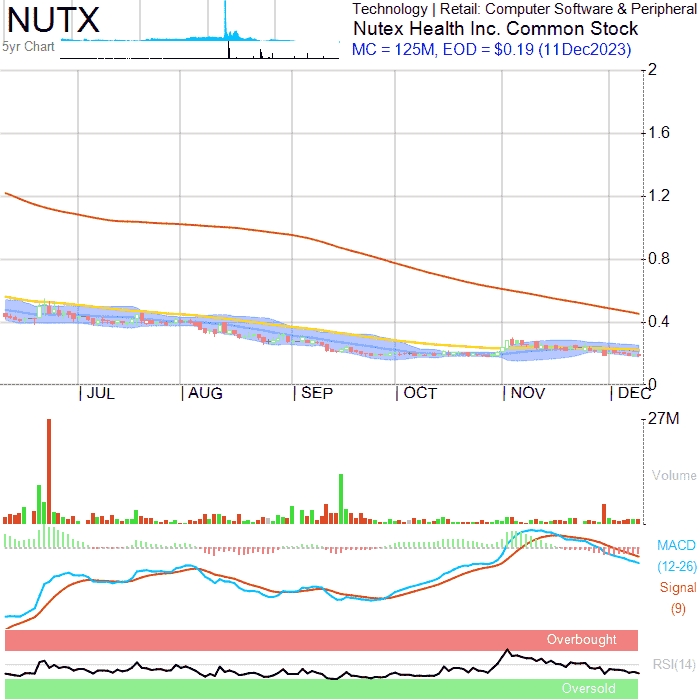 NUTX
5yr Chart
Technology | Retail: Computer Software & Peripheral
Nutex Health Inc. Common Stock
MC = 125M, EOD = $0.19 (11Dec2023)
2
1.6
1.2
0.8
0.4
0
JUL AUG SEP OCT NOV DEC
27M
Volume
MACD
(12-26)
Signal
(9)
Overbought
RSI(14)
Oversold